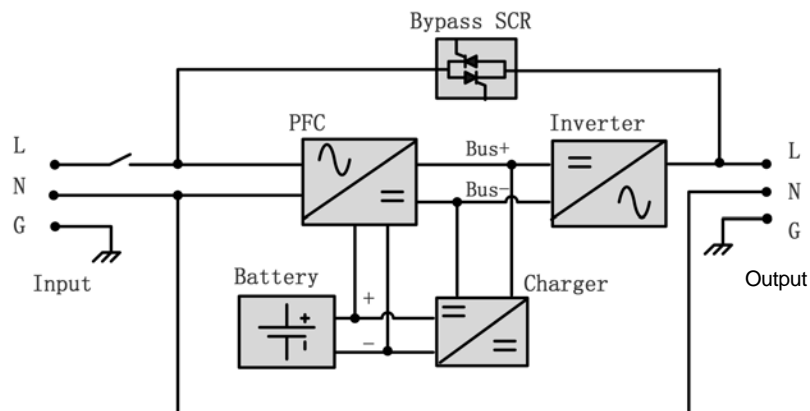 Bypass SCR
PFC
Inverter
L
Bus+
L
N
Bus-
N
G
G
Input
Battery
+
Charger
Output
+
-
-